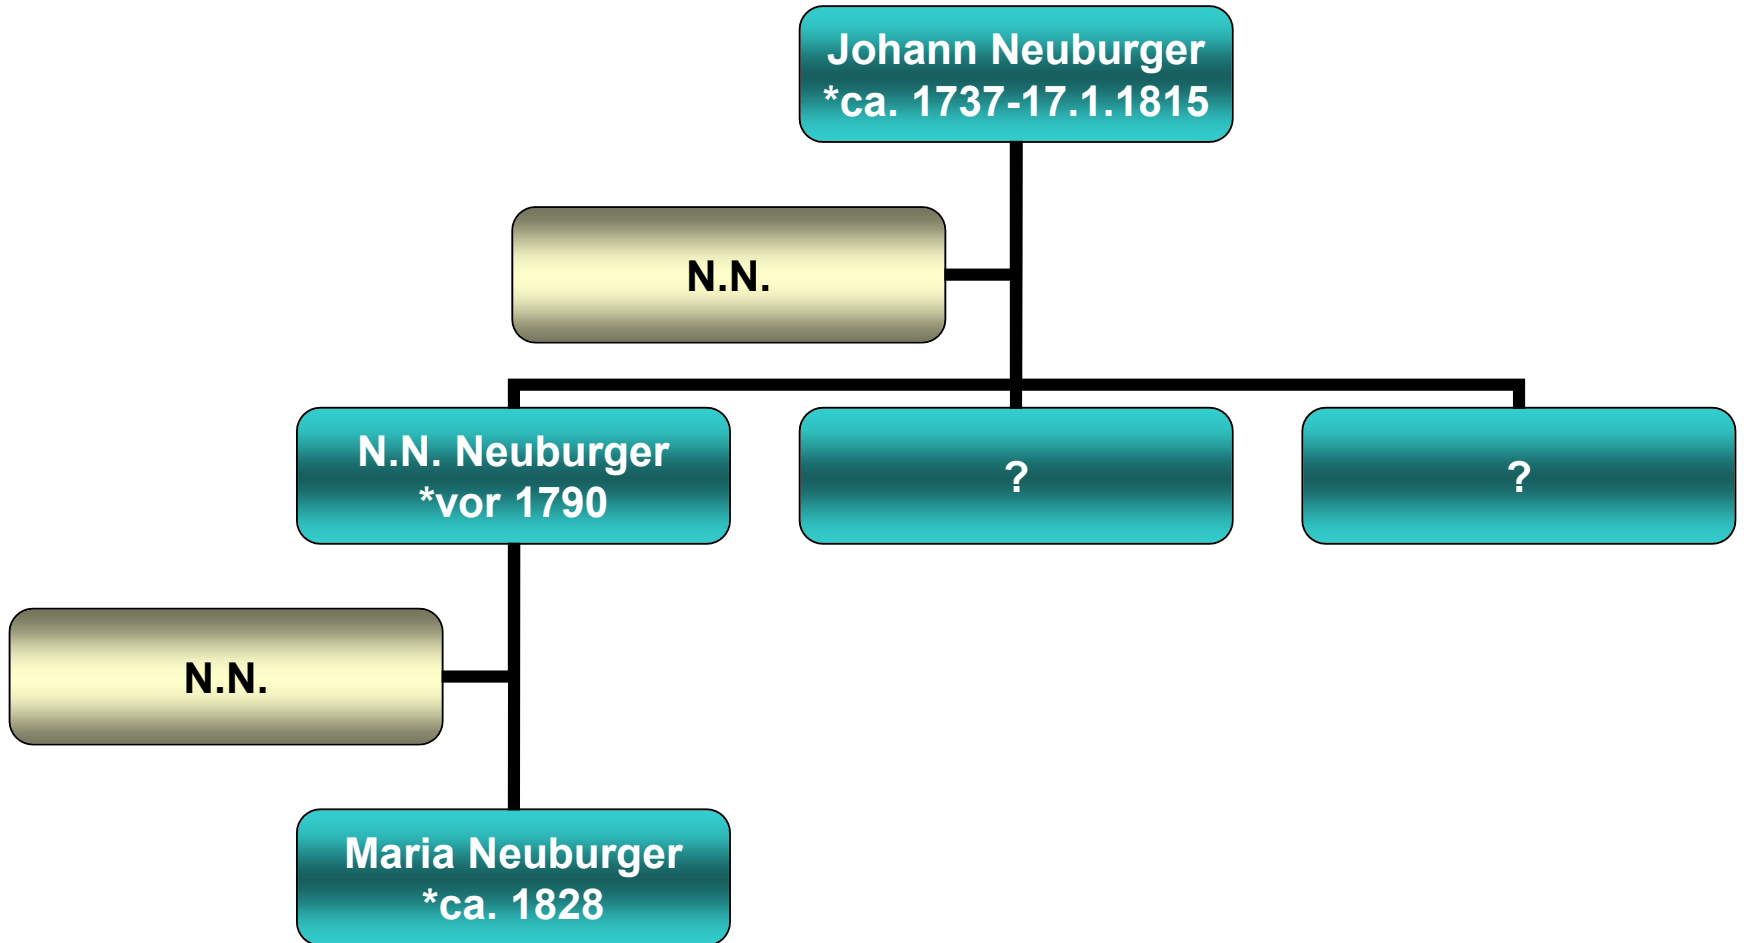 Johann Neuburger
*ca. 1737-17.1.1815
N.N.
N.N. Neuburger
*vor 1790
?
?
N.N.
Maria Neuburger
*ca. 1828